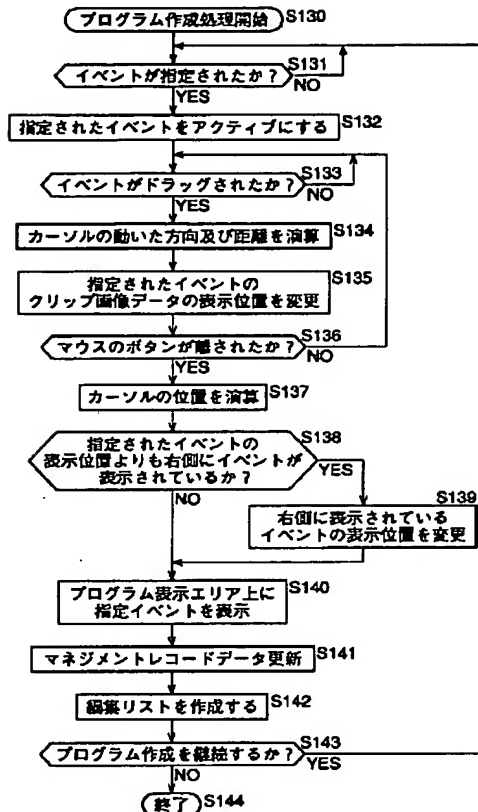 プログラム作成処理開始 S130
イベントが指定されたか? S131
NO
YES
指定されたイベントをアクティブにする S132
イベントがドラッグされたか? S133
NO
YES
カーソルの動いた方向及び距離を演算 S134
指定されたイベントの
クリップ画像データの表示位置を変更
S135
マウスのボタンが離されたか? S136
NO
YES
カーソルの位置を演算 S137
指定されたイベントの
表示位置よりも右側にイベントが
表示されているか?
S138
YES
NO
S139
右側に表示されている
イベントの表示位置を変更
プログラム表示エリア上に
指定イベントを表示
S140
マネジメントレコードデータ更新 S141
編集リストを作成する S142
プログラム作成を継続するか? S143
YES
NO
終了 S144